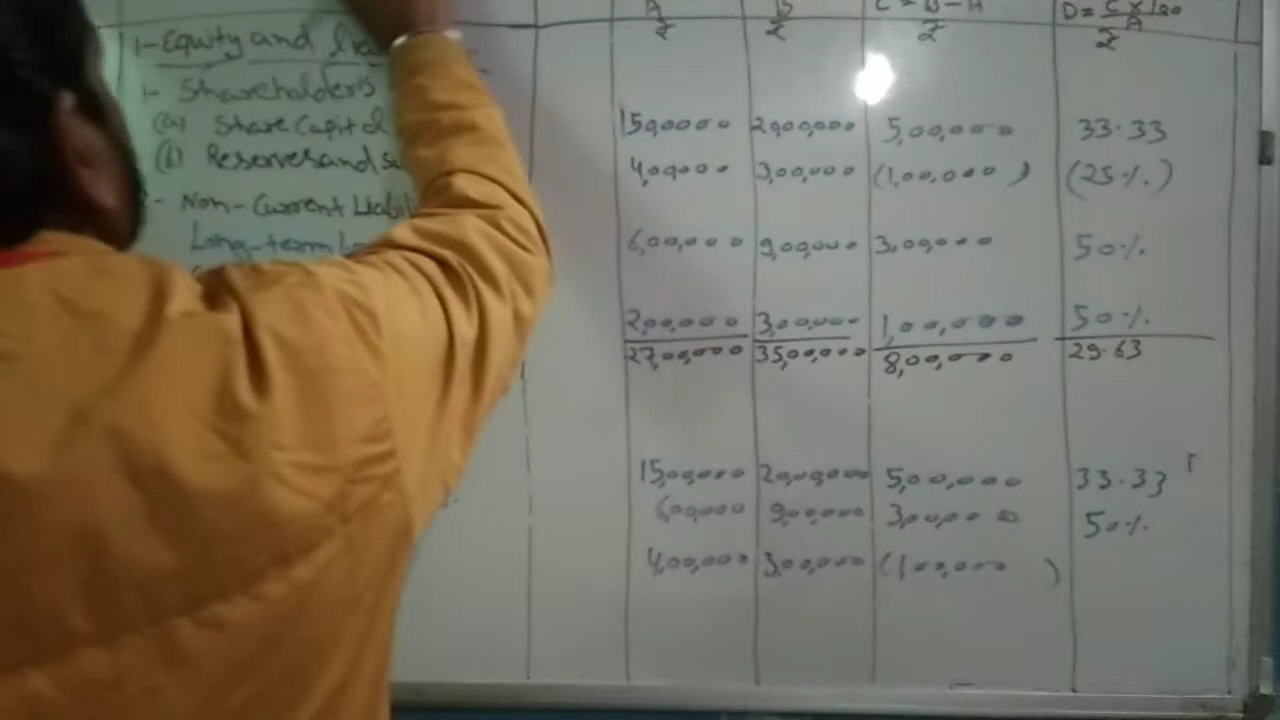 A B C = B - A D = C × 100 / A
₹ ₹ ₹ ₹
1- Equity and
1- Shareholders
(a) Share Capital 15,00,000 20,00,000 5,00,000 33.33
(b) Reserves and 4,00,000 3,00,000 (1,00,000) (25%)
Non-Current
Long-term 6,00,000 9,00,000 3,00,000 50%
2,00,000 3,00,000 1,00,000 50%
27,00,000 35,00,000 8,00,000 29.63
15,00,000 20,00,000 5,00,000 33.33
6,00,000 9,00,000 3,00,000 50%
4,00,000 3,00,000 (1,00,000)